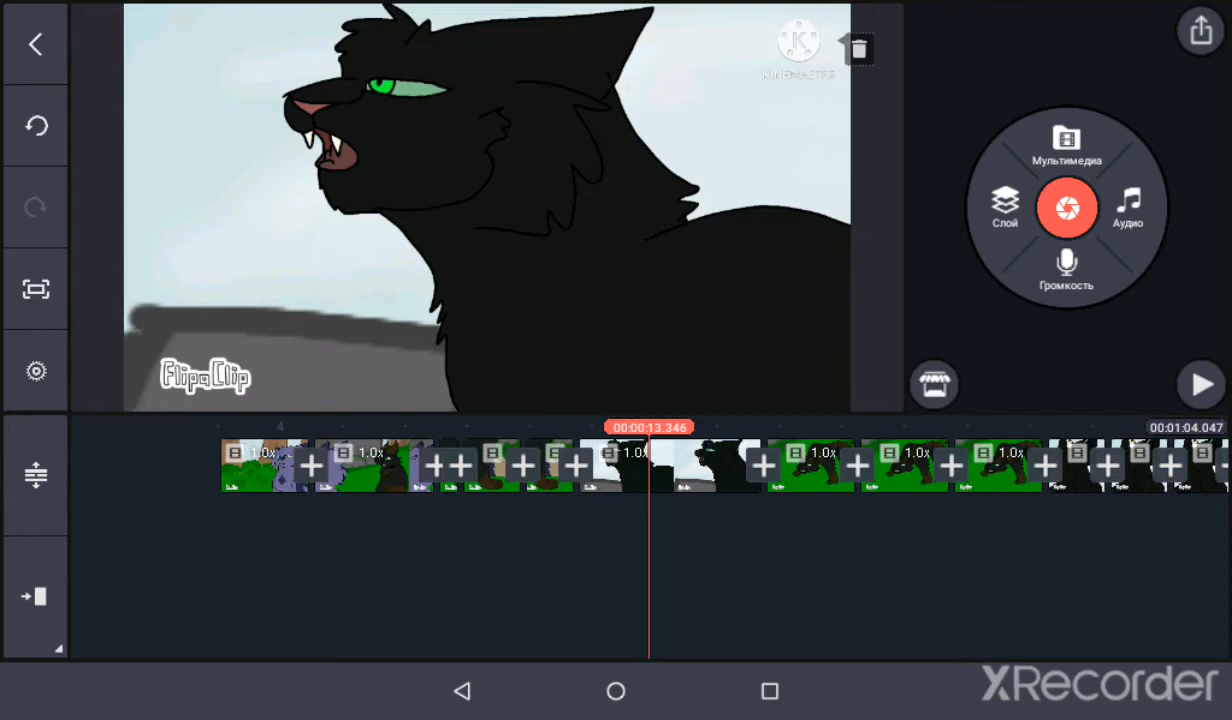 KINEMASTER
Мультимедиа
Слой
Аудио
Громкость
FlipaClip
00:00:13.346
00:01:04.047
4
1.0x
1.0x
1.0x
1.0x
1.0x
1.0x
XRecorder